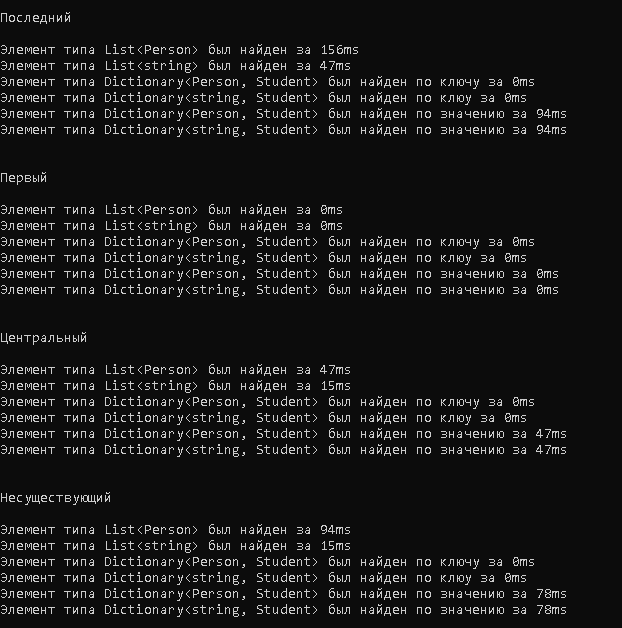 Последний
Элемент типа List<Person> был найден за 156ms
Элемент типа List<string> был найден за 47ms
Элемент типа Dictionary<Person, Student> был найден по ключу за 0ms
Элемент типа Dictionary<string, Student> был найден по клюу за 0ms
Элемент типа Dictionary<Person, Student> был найден по значению за 94ms
Элемент типа Dictionary<string, Student> был найден по значению за 94ms
Первый
Элемент типа List<Person> был найден за 0ms
Элемент типа List<string> был найден за 0ms
Элемент типа Dictionary<Person, Student> был найден по ключу за 0ms
Элемент типа Dictionary<string, Student> был найден по клюу за 0ms
Элемент типа Dictionary<Person, Student> был найден по значению за 0ms
Элемент типа Dictionary<string, Student> был найден по значению за 0ms
Центральный
Элемент типа List<Person> был найден за 47ms
Элемент типа List<string> был найден за 15ms
Элемент типа Dictionary<Person, Student> был найден по ключу за 0ms
Элемент типа Dictionary<string, Student> был найден по клюу за 0ms
Элемент типа Dictionary<Person, Student> был найден по значению за 47ms
Элемент типа Dictionary<string, Student> был найден по значению за 47ms
Несуществующий
Элемент типа List<Person> был найден за 94ms
Элемент типа List<string> был найден за 15ms
Элемент типа Dictionary<Person, Student> был найден по ключу за 0ms
Элемент типа Dictionary<string, Student> был найден по клюу за 0ms
Элемент типа Dictionary<Person, Student> был найден по значению за 78ms
Элемент типа Dictionary<string, Student> был найден по значению за 78ms